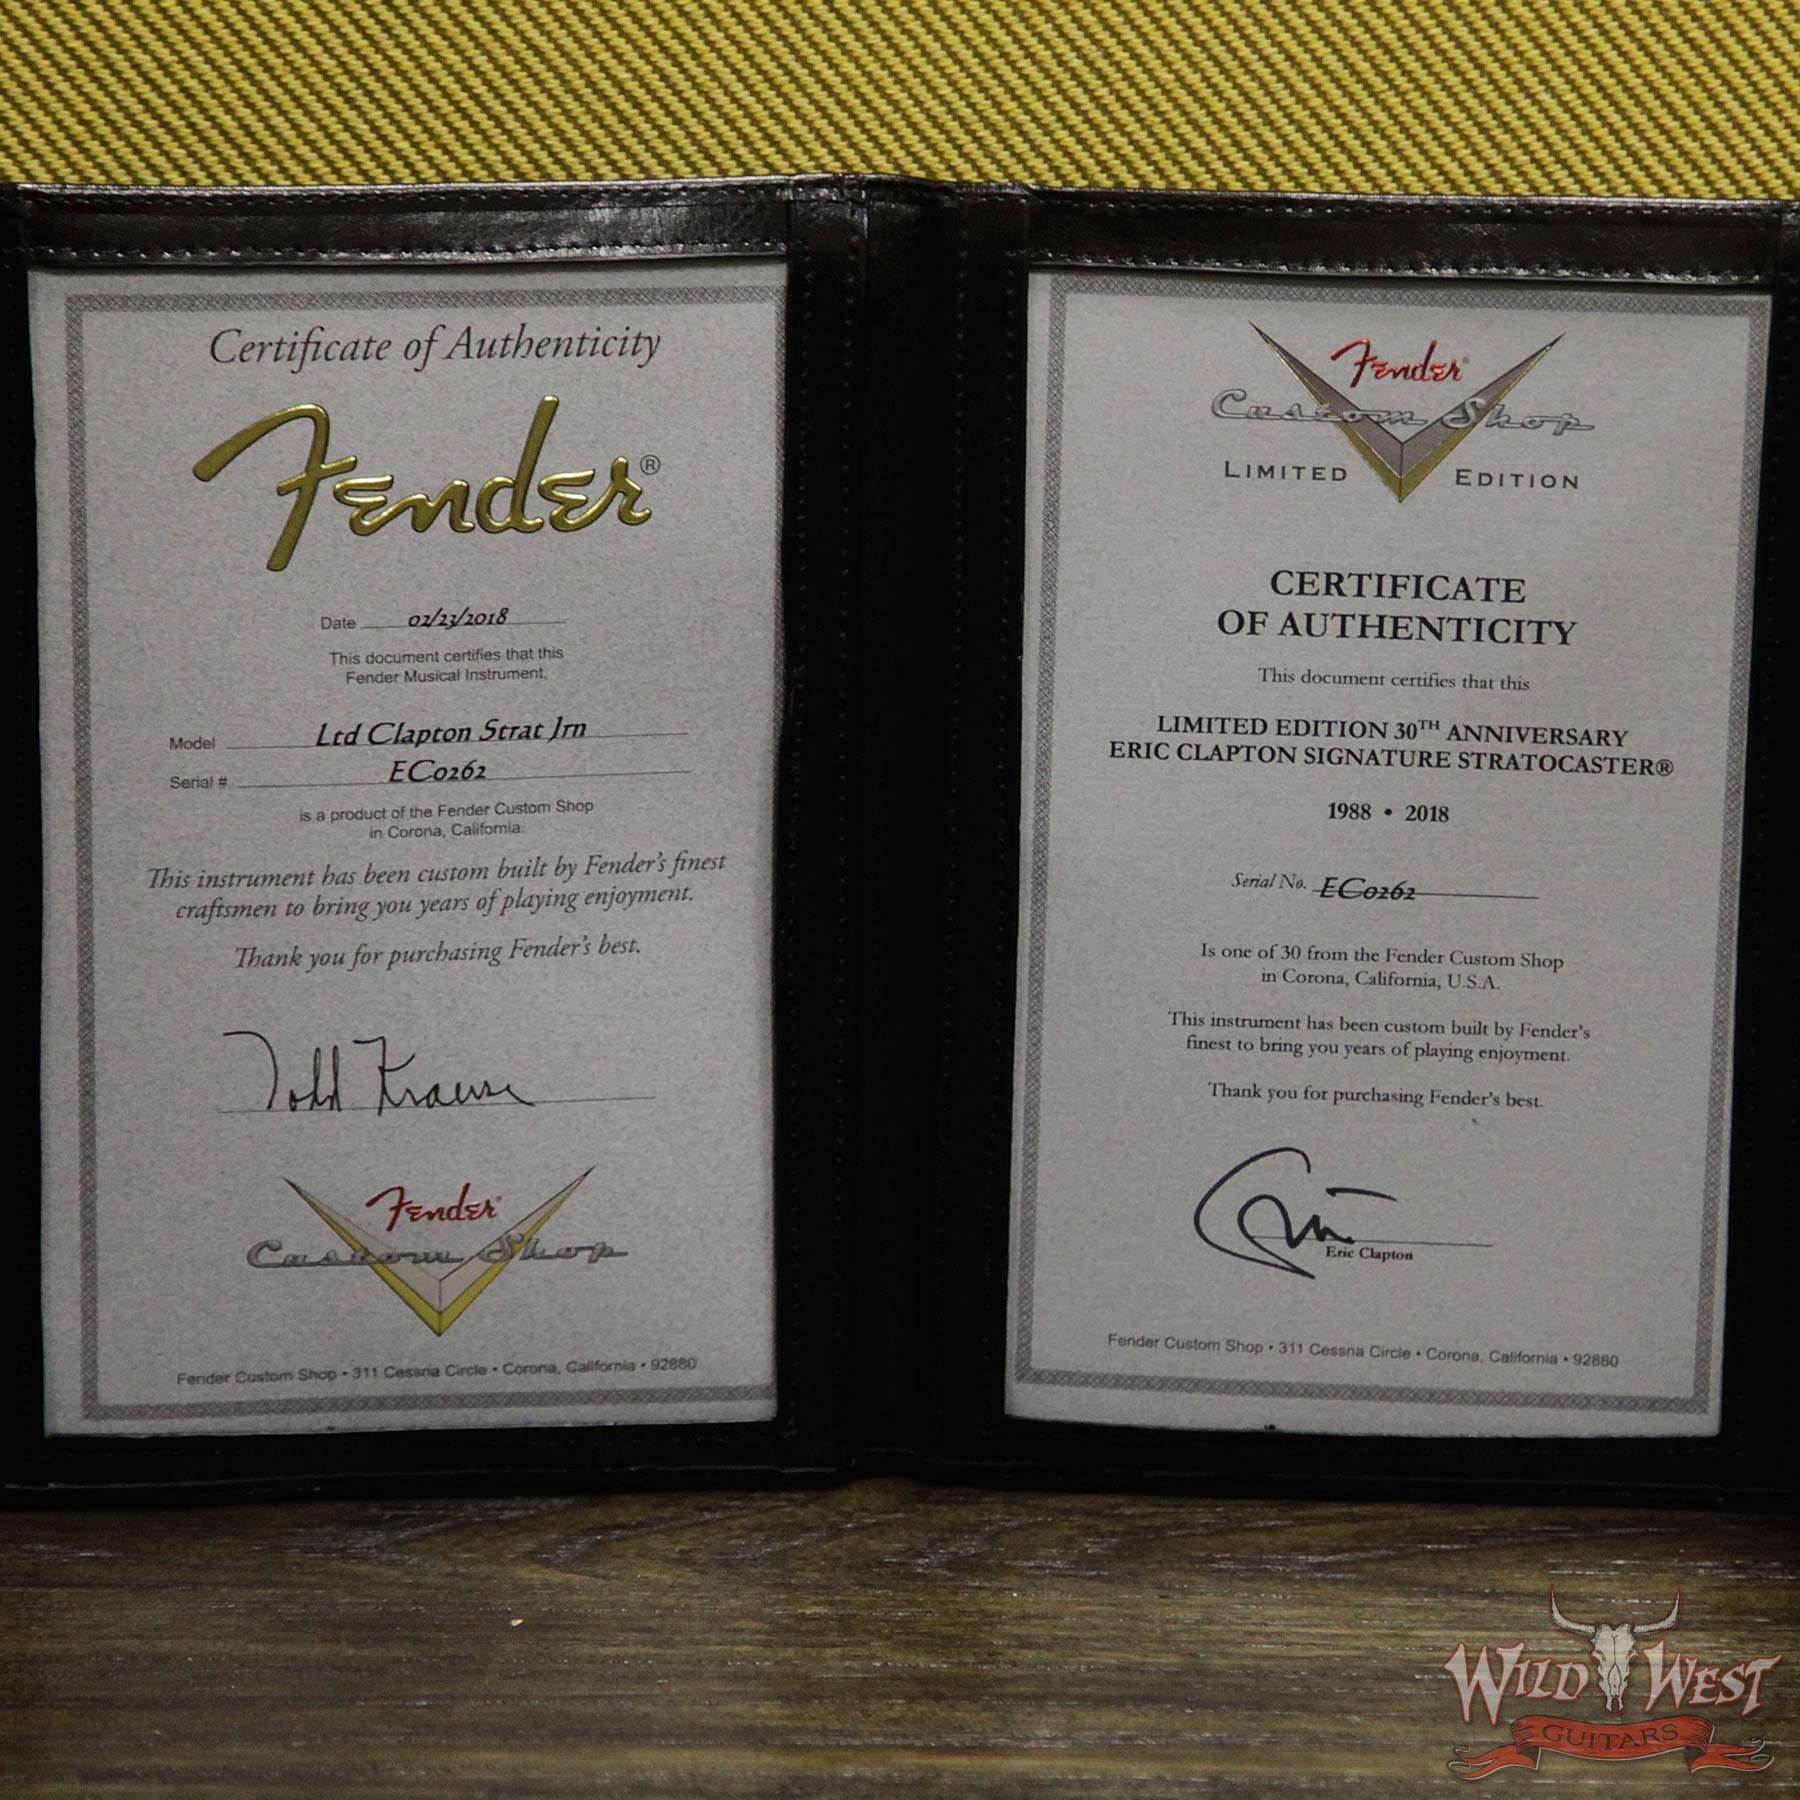 Certificate of Authenticity
Fender®
Date 02/23/2018
This document certifies that this
Fender Musical Instrument,
Model Ltd Clapton Strat Jrn
Serial # EC0262
is a product of the Fender Custom Shop
in Corona, California.
This instrument has been custom built by Fender's finest
craftsmen to bring you years of playing enjoyment.
Thank you for purchasing Fender's best.
Todd Krause
Fender
Custom Shop
Fender Custom Shop • 311 Cessna Circle • Corona, California • 92880
Fender®
Custom Shop
LIMITED EDITION
CERTIFICATE
OF AUTHENTICITY
This document certifies that this
LIMITED EDITION 30TH ANNIVERSARY
ERIC CLAPTON SIGNATURE STRATOCASTER®
1988 • 2018
Serial No. EC0262
Is one of 30 from the Fender Custom Shop
in Corona, California, U.S.A.
This instrument has been custom built by Fender's
finest to bring you years of playing enjoyment.
Thank you for purchasing Fender's best.
Eric Clapton
Fender Custom Shop • 311 Cessna Circle • Corona, California • 92880
WILD WEST
GUITARS